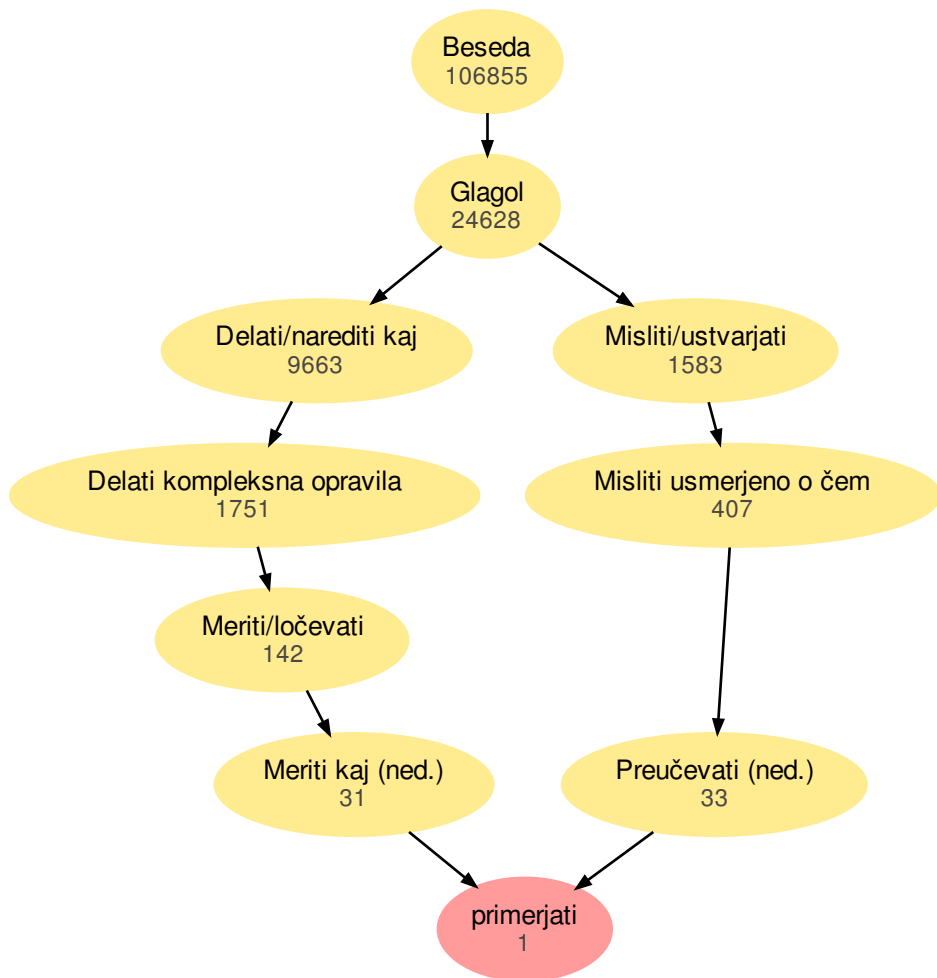 Beseda
106855
Glagol
24628
Delati/narediti kaj
9663
Misliti/ustvarjati
1583
Delati kompleksna opravila
1751
Misliti usmerjeno o čem
407
Meriti/ločevati
142
Meriti kaj (ned.)
31
Preučevati (ned.)
33
primerjati
1